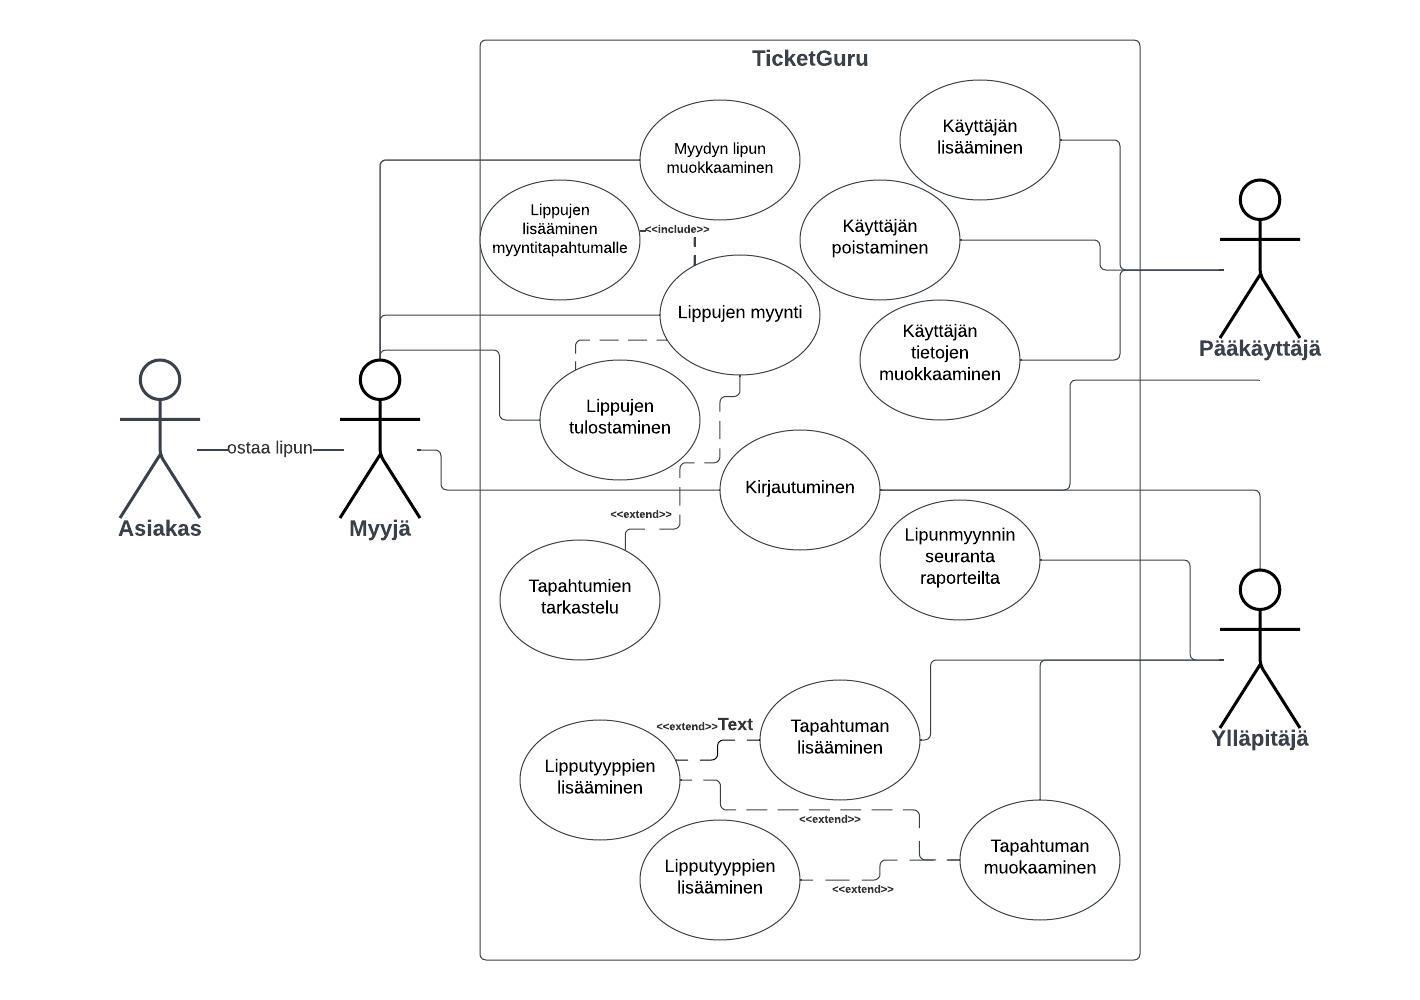 TicketGuru
Käyttäjän
lisääminen
Myydyn lipun
muokkaaminen
Lippujen
lisääminen
myyntitapahtumalle
<<include>>
Käyttäjän
poistaminen
Lippujen myynti
Käyttäjän
tietojen
muokkaaminen
Pääkäyttäjä
Lippujen
tulostaminen
ostaa lipun
Asiakas
Myyjä
Kirjautuminen
<<extend>>
Lipunmyynnin
seuranta
raporteilta
Tapahtumien
tarkastelu
<<extend>>Text
Tapahtuman
lisääminen
Ylläpitäjä
Lipputyyppien
lisääminen
<<extend>>
Tapahtuman
muokaaminen
Lipputyyppien
lisääminen
<<extend>>